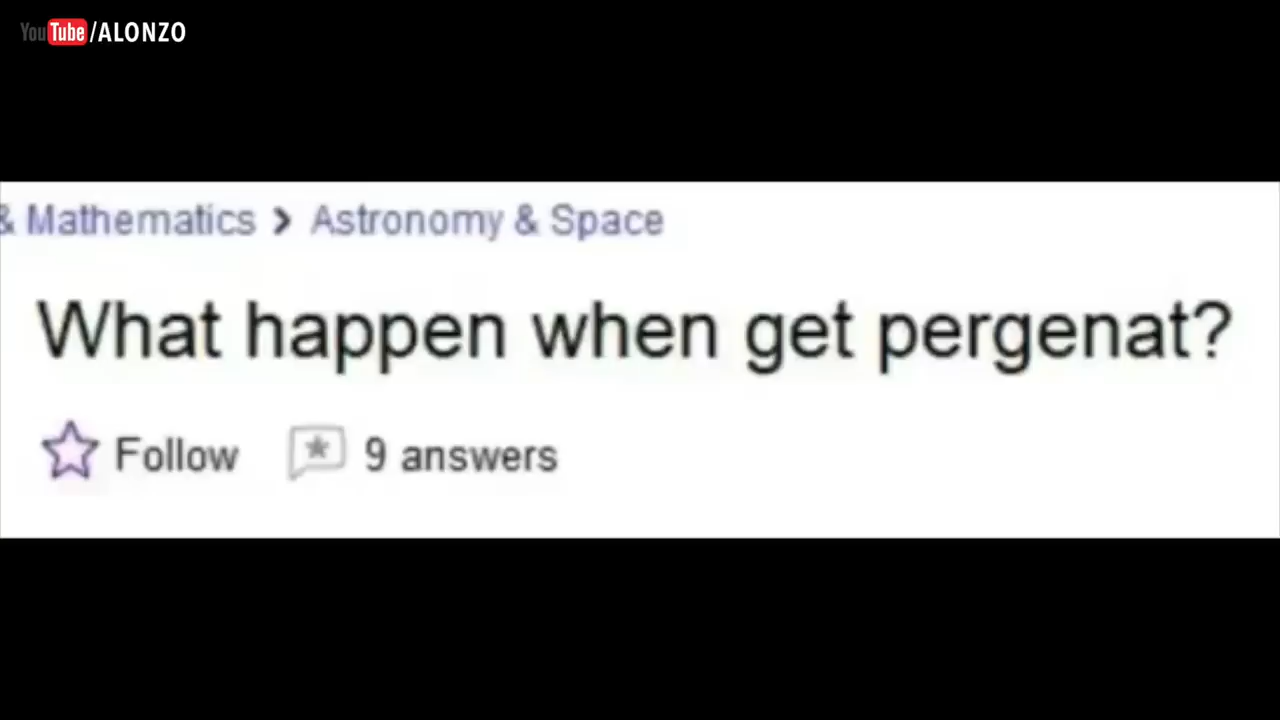 YouTube/ALONZO
& Mathematics > Astronomy & Space
What happen when get pergenat?
Follow 9 answers